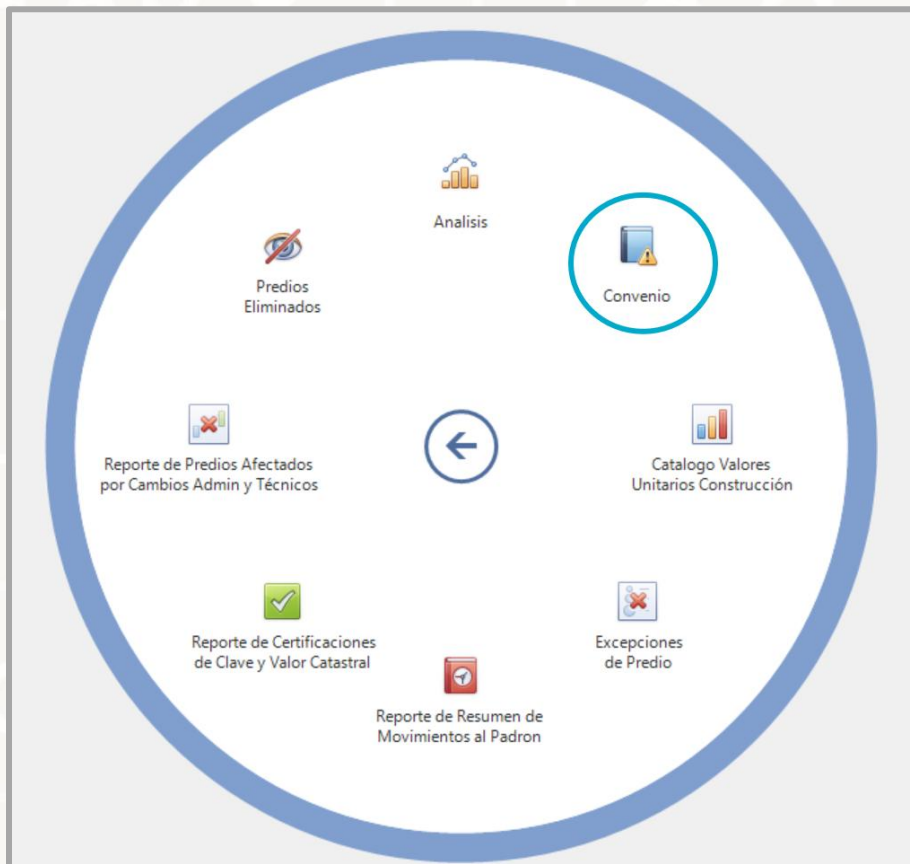 Analisis
Convenio
Predios
Eliminados
Reporte de Predios Afectados
por Cambios Admin y Técnicos
Catalogo Valores
Unitarios Construcción
Reporte de Certificaciones
de Clave y Valor Catastral
Excepciones
de Predio
Reporte de Resumen de
Movimientos al Padron